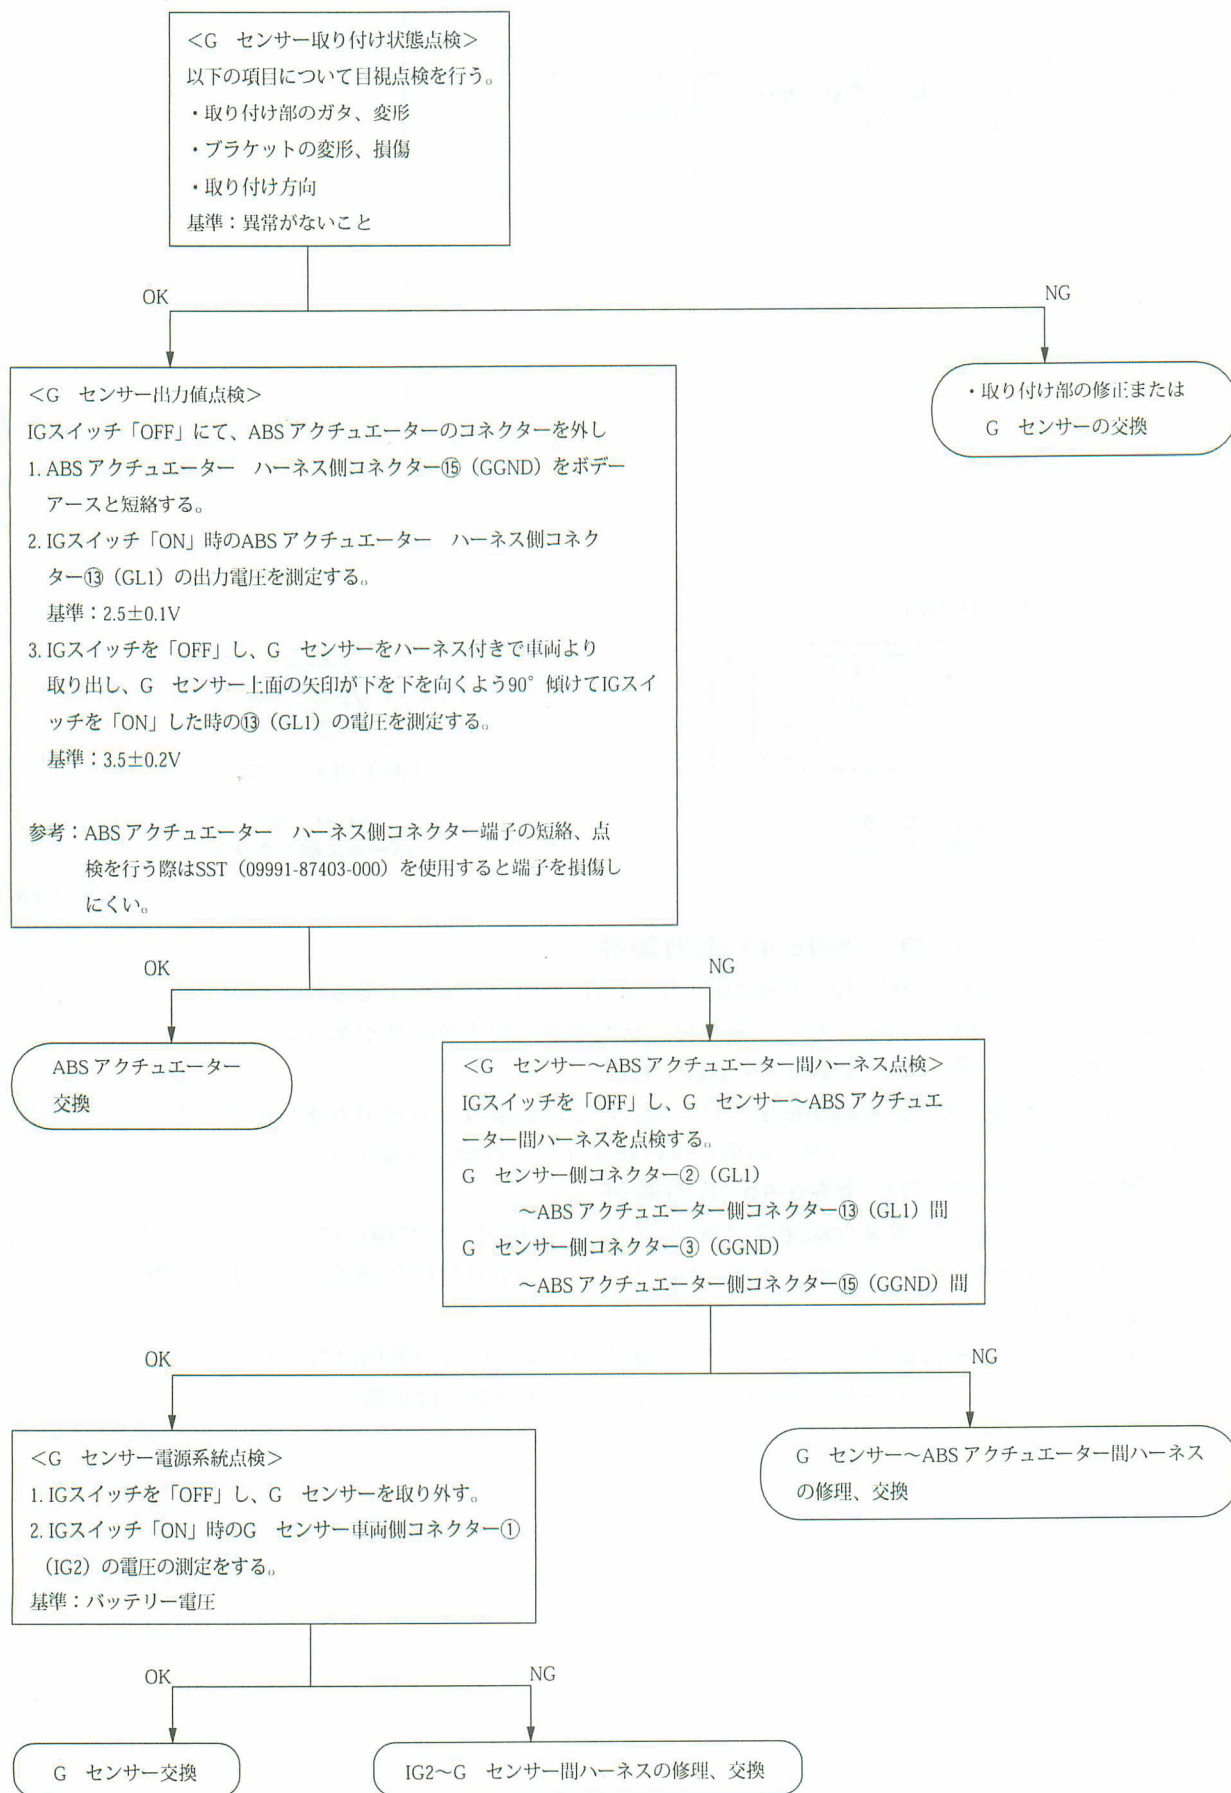 <G　センサー取り付け状態点検>
以下の項目について目視点検を行う。
・取り付け部のガタ、変形
・ブラケットの変形、損傷
・取り付け方向
基準：異常がないこと
OK
NG
・取り付け部の修正または
G　センサーの交換
<G　センサー出力値点検>
IGスイッチ「OFF」にて、ABSアクチュエーターのコネクターを外し
1. ABSアクチュエーター　ハーネス側コネクター⑮（GGND）をボデー
アースと短絡する。
2. IGスイッチ「ON」時のABSアクチュエーター　ハーネス側コネク
ター⑬（GL1）の出力電圧を測定する。
基準：2.5±0.1V
3. IGスイッチを「OFF」し、G　センサーをハーネス付きで車両より
取り出し、G　センサー上面の矢印が下を下を向くよう90°傾けてIGスイ
ッチを「ON」した時の⑬（GL1）の電圧を測定する。
基準：3.5±0.2V
参考：ABSアクチュエーター　ハーネス側コネクター端子の短絡、点
検を行う際はSST（09991-87403-000）を使用すると端子を損傷し
にくい。
OK
NG
ABSアクチュエーター
交換
<G　センサー〜ABSアクチュエーター間ハーネス点検>
IGスイッチを「OFF」し、G　センサー〜ABSアクチュエ
ーター間ハーネスを点検する。
G　センサー側コネクター②（GL1）
〜ABSアクチュエーター側コネクター⑬（GL1）間
G　センサー側コネクター③（GGND）
〜ABSアクチュエーター側コネクター⑮（GGND）間
OK
NG
G　センサー〜ABSアクチュエーター間ハーネス
の修理、交換
<G　センサー電源系統点検>
1. IGスイッチを「OFF」し、G　センサーを取り外す。
2. IGスイッチ「ON」時のG　センサー車両側コネクター①
（IG2）の電圧の測定をする。
基準：バッテリー電圧
OK
NG
G　センサー交換
IG2〜G　センサー間ハーネスの修理、交換